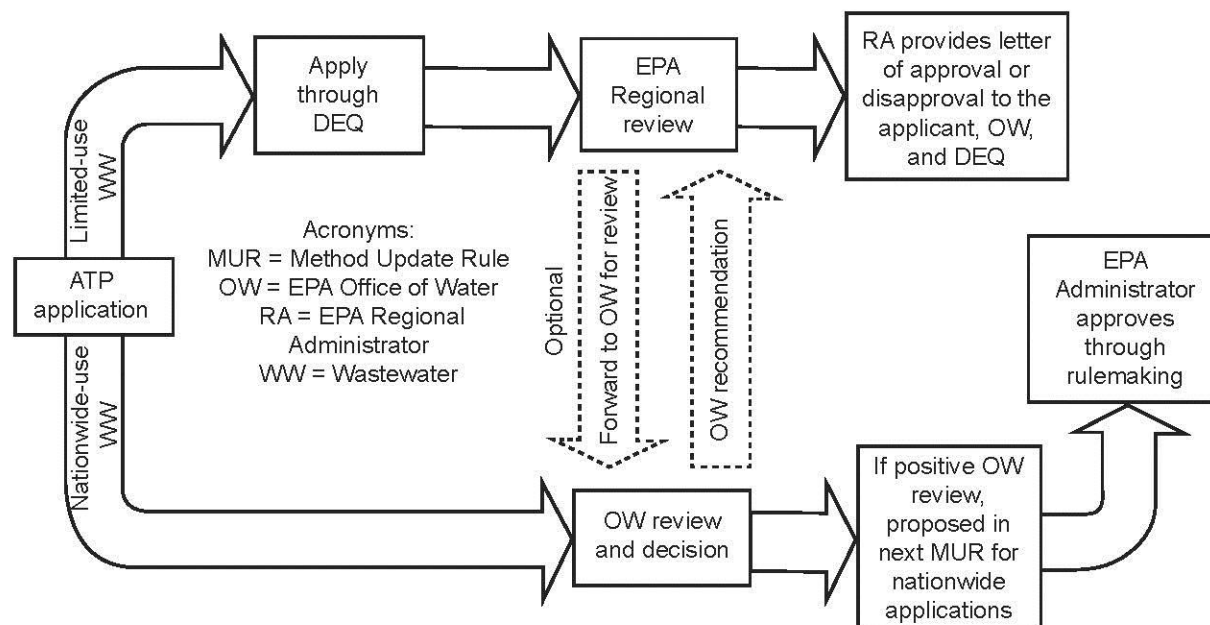 Apply
through
DEQ
EPA
Regional
review
RA provides letter
of approval or
disapproval to the
applicant, OW,
and DEQ
Limited-use
WW
ATP
application
Nationwide-use
WW
Acronyms:
MUR = Method Update Rule
OW = EPA Office of Water
RA = EPA Regional
Administrator
WW = Wastewater
Optional
Forward to OW for review
OW recommendation
EPA
Administrator
approves
through
rulemaking
OW review
and decision
If positive OW
review,
proposed in
next MUR for
nationwide
applications